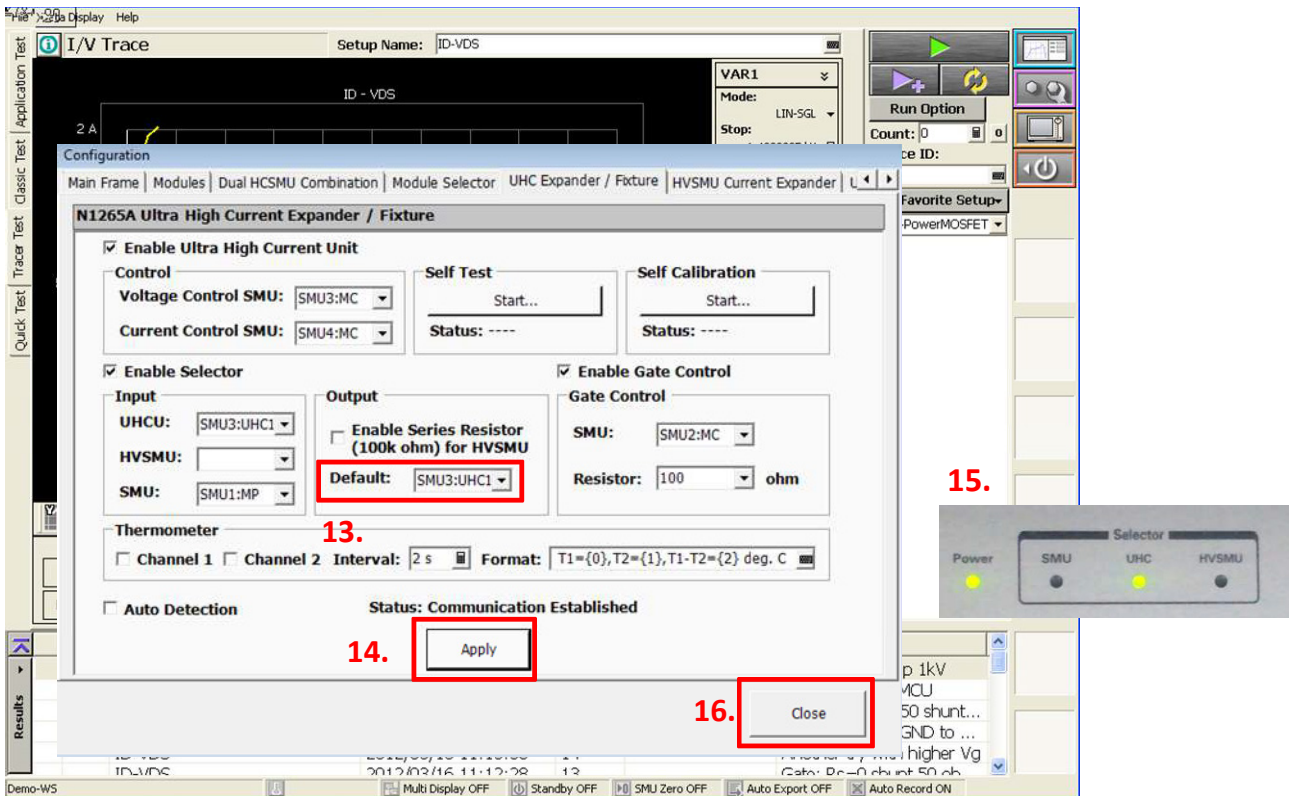 File Display Help
I/V Trace Setup Name: ID-VDS
ID - VDS
2 A
VAR1
Mode:
LIN-SGL
Stop:
Run Option
Count: 0 0
ce ID:
Favorite Setup
-PowerMOSFET
Quick Test Tracer Test Classic Test Application Test
Configuration
Main Frame Modules Dual HCSMU Combination Module Selector UHC Expander / Fixture HVSMU Current Expander
N1265A Ultra High Current Expander / Fixture
Enable Ultra High Current Unit
Control
Voltage Control SMU: SMU3:MC
Current Control SMU: SMU4:MC
Self Test
Start...
Status: ----
Self Calibration
Start...
Status: ----
Enable Selector
Input
UHCU: SMU3:UHC1
HVSMU:
SMU: SMU1:MP
Output
Enable Series Resistor
(100k ohm) for HVSMU
Default: SMU3:UHC1
13.
Enable Gate Control
Gate Control
SMU: SMU2:MC
Resistor: 100 ohm
Thermometer
Channel 1 Channel 2 Interval: 2 s Format: T1={0},T2={1},T1-T2={2} deg. C
Auto Detection Status: Communication Established
14. Apply
15.
Selector
Power SMU UHC HVSMU
16. Close
Results
p 1kV
MCU
50 shunt...
GND to ...
higher Vg
ID-VDS 2012/03/16 11:12:28 13
Demo-WS Multi Display OFF Standby OFF SMU Zero OFF Auto Export OFF Auto Record ON